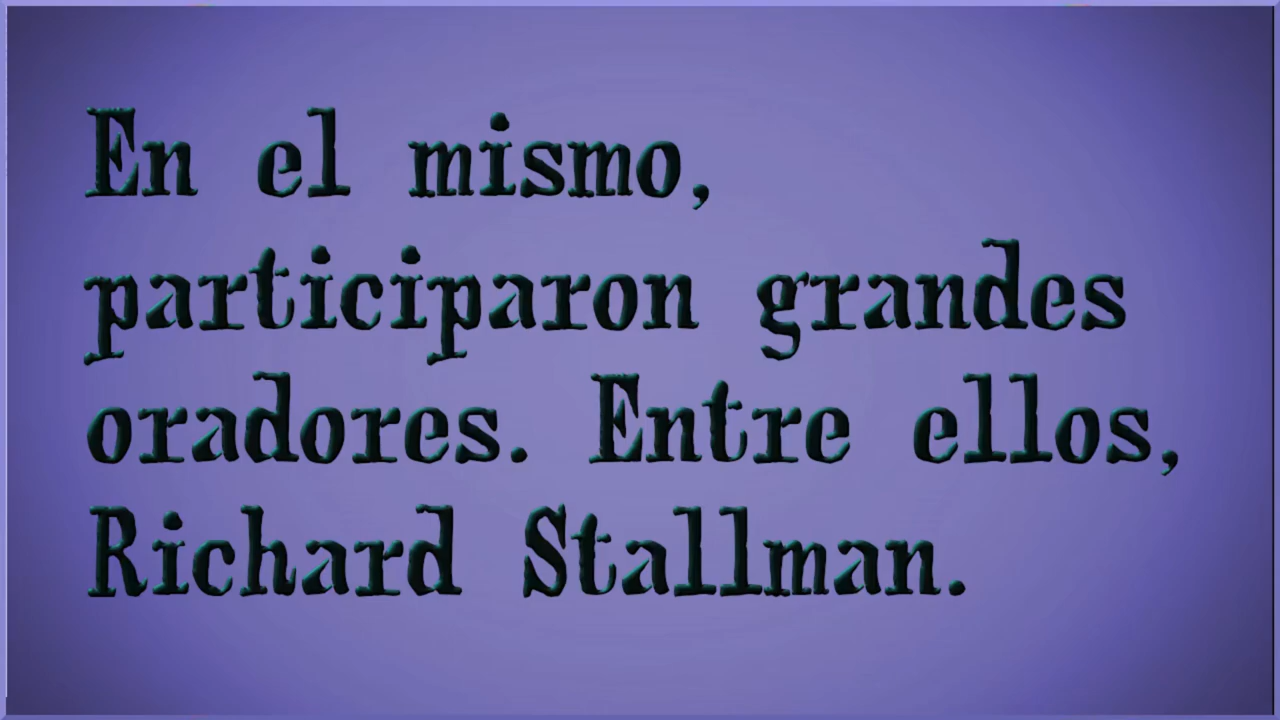 En el mismo,
participaron grandes
oradores. Entre ellos,
Richard Stallman.